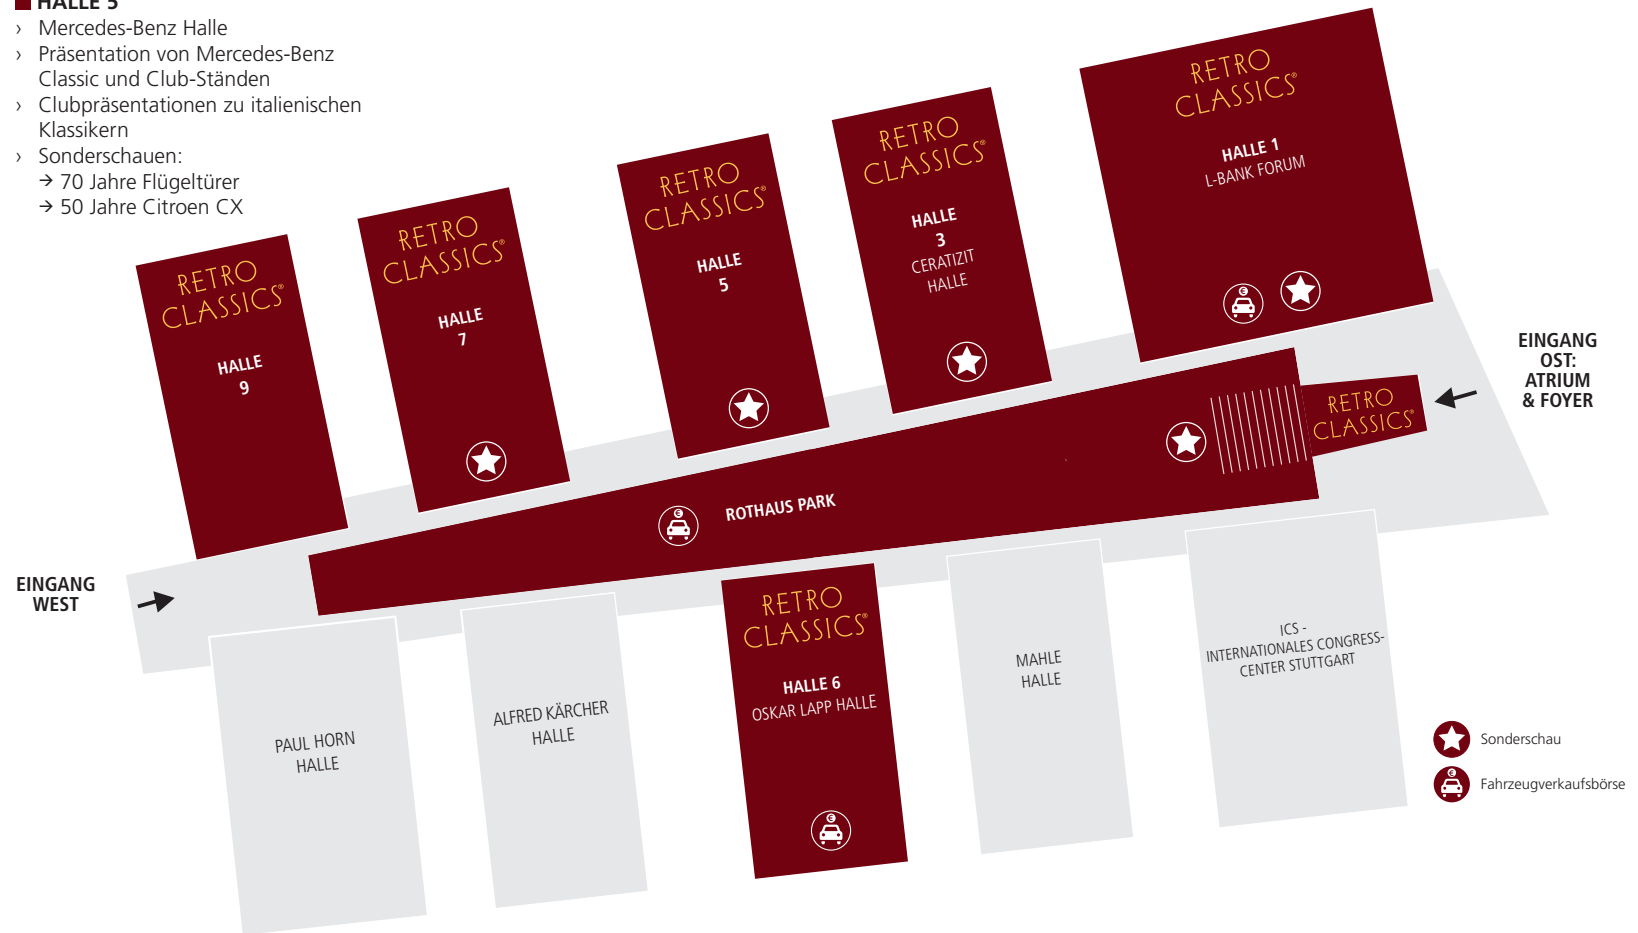 HALLE 5
› Mercedes-Benz Halle
› Präsentation von Mercedes-Benz
Classic und Club-Ständen
› Clubpräsentationen zu italienischen
Klassikern
› Sonderschauen:
→ 70 Jahre Flügeltürer
→ 50 Jahre Citroen CX
RETRO
CLASSICS®
HALLE
9
RETRO
CLASSICS®
HALLE
7
RETRO
CLASSICS®
HALLE
5
RETRO
CLASSICS®
HALLE
3
CERATIZIT
HALLE
RETRO
CLASSICS®
HALLE 1
L-BANK FORUM
EINGANG
OST:
ATRIUM
& FOYER
RETRO
CLASSICS®
ROTHAUS PARK
EINGANG
WEST
PAUL HORN
HALLE
ALFRED KÄRCHER
HALLE
RETRO
CLASSICS®
HALLE 6
OSKAR LAPP HALLE
MAHLE
HALLE
ICS -
INTERNATIONALES CONGRESS-
CENTER STUTTGART
Sonderschau
Fahrzeugverkaufsbörse